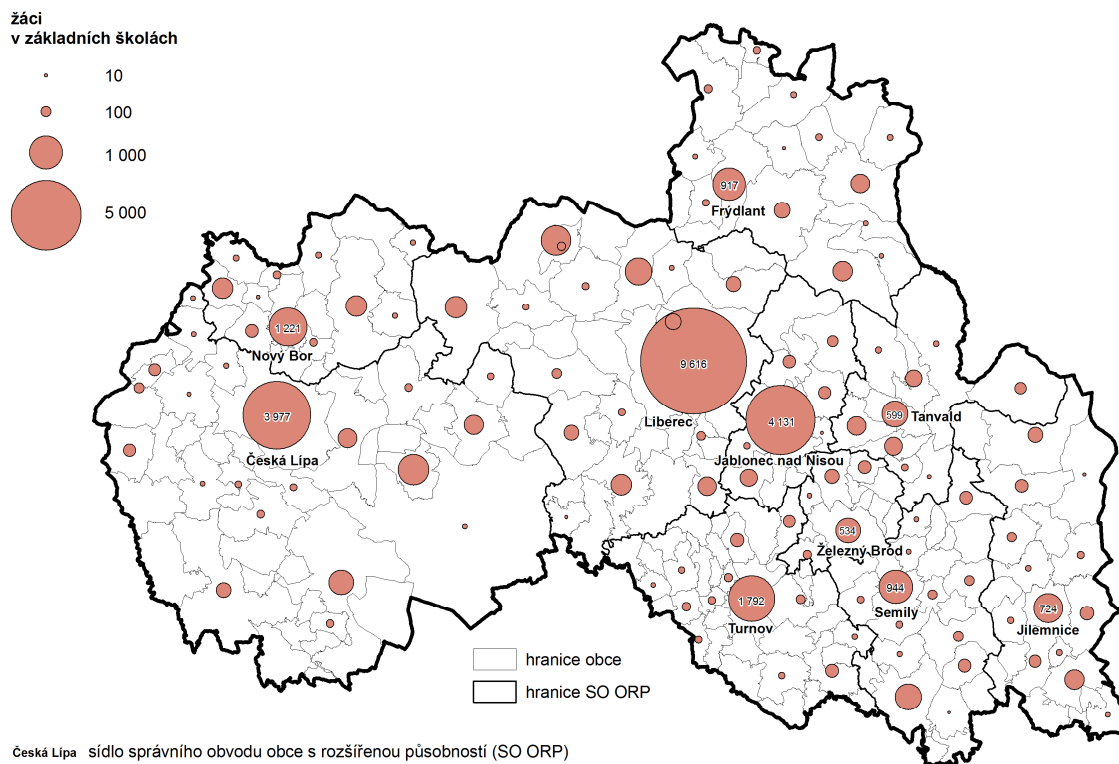 žáci
v základních školách
10
100
1 000
5 000
917
Frýdlant
1 221
Nový Bor
9 616
Liberec
3 977
Česká Lípa
4 131
Jablonec nad Nisou
599
Tanvald
534
Železný Brod
1 792
Turnov
944
Semily
724
Jilemnice
hranice obce
hranice SO ORP
Česká Lípa sídlo správního obvodu obce s rozšířenou působností (SO ORP)